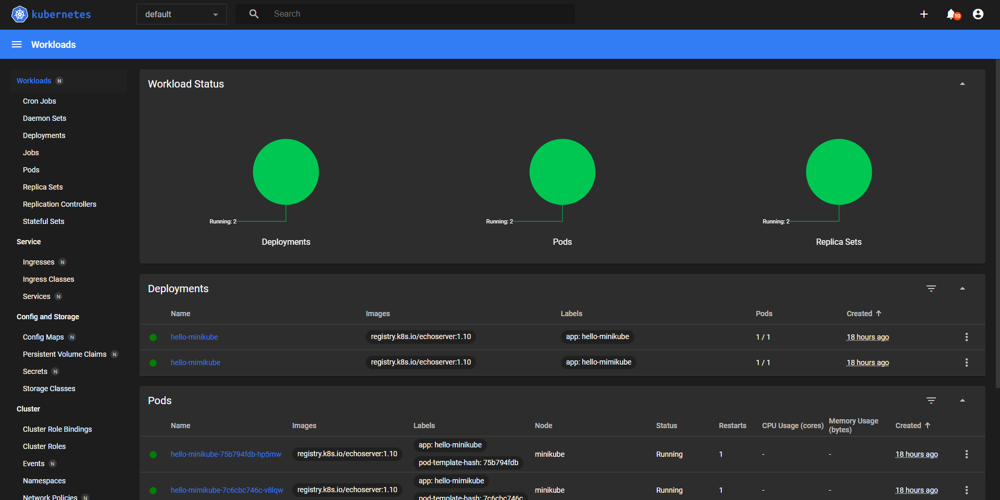 kubernetes
default
Search
10
Workloads
Workloads N
Cron Jobs
Daemon Sets
Deployments
Jobs
Pods
Replica Sets
Replication Controllers
Stateful Sets
Service
Ingresses N
Ingress Classes
Services N
Config and Storage
Config Maps N
Persistent Volume Claims N
Secrets N
Storage Classes
Cluster
Cluster Role Bindings
Cluster Roles
Events N
Namespaces
Network Policies N
Workload Status
Running: 2 Running: 2 Running: 2
Deployments Pods Replica Sets
Deployments
Name Images Labels Pods Created
hello-minikube registry.k8s.io/echoserver:1.10 app: hello-minikube 1 / 1 18 hours ago
hello-mimikube registry.k8s.io/echoserver:1.10 app: hello-mimikube 1 / 1 18 hours ago
Pods
Name Images Labels Node Status Restarts CPU Usage (cores) Memory Usage (bytes) Created
hello-minikube-75b794fdb-hp5mw registry.k8s.io/echoserver:1.10 app: hello-minikube minikube Running 1 - - 18 hours ago
pod-template-hash: 75b794fdb
hello-mimikube-7c6cbc746c-v8lqw registry.k8s.io/echoserver:1.10 app: hello-mimikube minikube Running 1 - - 18 hours ago
pod-template-hash: 7c6cbc746c